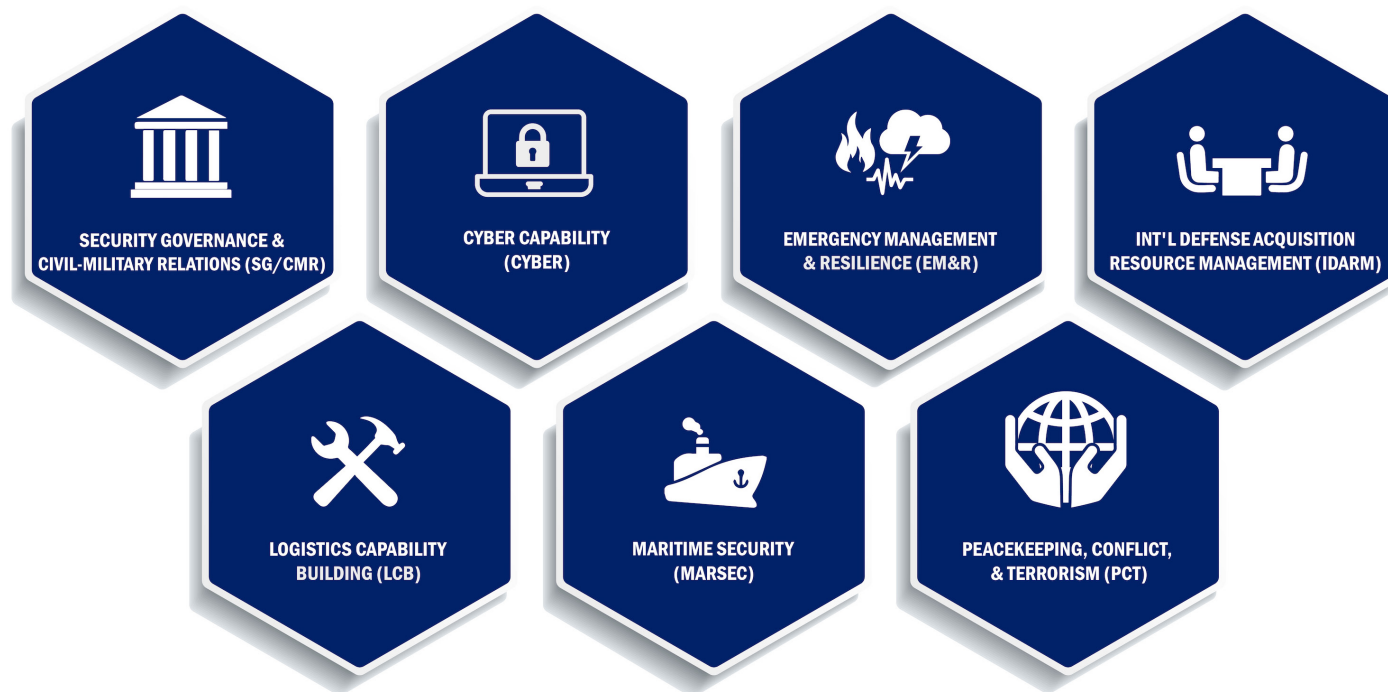 SECURITY GOVERNANCE &
CIVIL-MILITARY RELATIONS (SG/CMR)
CYBER CAPABILITY
(CYBER)
EMERGENCY MANAGEMENT
& RESILIENCE (EM&R)
INT'L DEFENSE ACQUISITION
RESOURCE MANAGEMENT (IDARM)
LOGISTICS CAPABILITY
BUILDING (LCB)
MARITIME SECURITY
(MARSEC)
PEACEKEEPING, CONFLICT,
& TERRORISM (PCT)